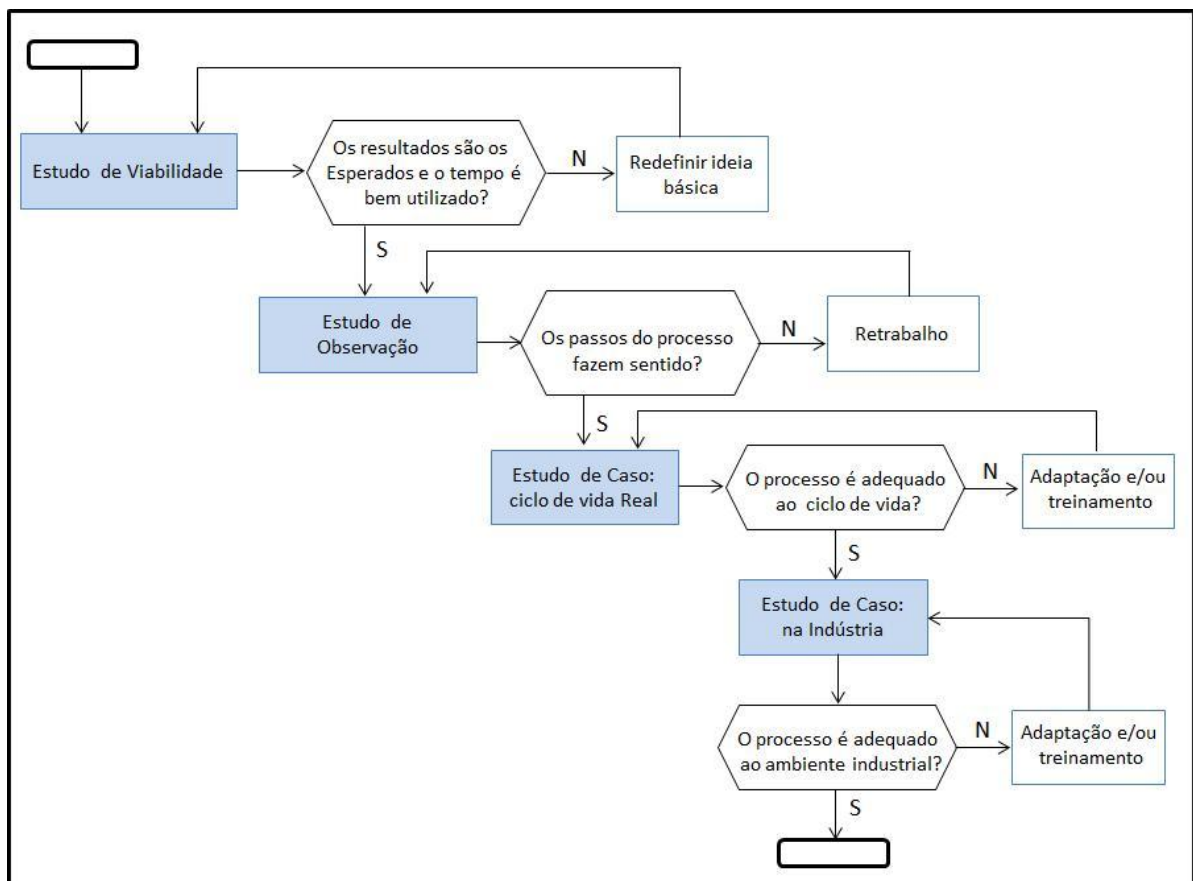 Estudo de Viabilidade
Os resultados são os
Esperados e o tempo é
bem utilizado?
N
Redefinir ideia
básica
S
Estudo de
Observação
Os passos do processo
fazem sentido?
N
Retrabalho
S
Estudo de Caso:
ciclo de vida Real
O processo é adequado
ao ciclo de vida?
N
Adaptação e/ou
treinamento
S
Estudo de Caso:
na Indústria
O processo é adequado
ao ambiente industrial?
N
Adaptação e/ou
treinamento
S